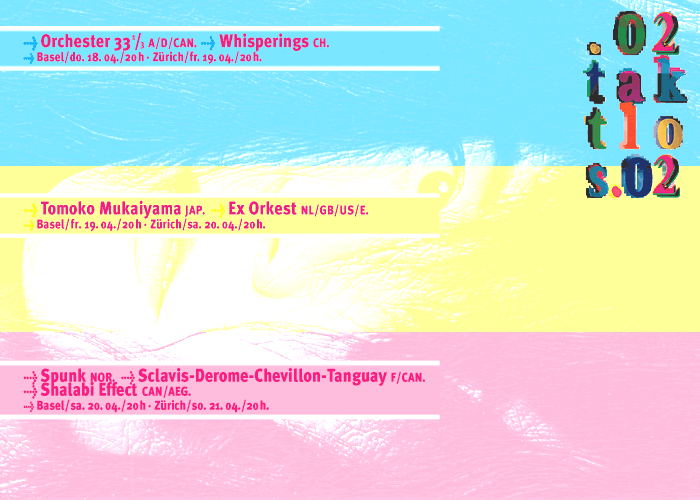 Orchester 33 1/3 A/D/CAN. Whisperings CH.
Basel/do. 18. 04./20h · Zürich/fr. 19. 04./20h.
.02
tak
tlo
s.02
Tomoko Mukaiyama JAP. Ex Orkest NL/GB/US/E.
Basel/fr. 19. 04./20h · Zürich/sa. 20. 04./20h.
Spunk NOR. Sclavis-Derome-Chevillon-Tanguay F/CAN.
Shalabi Effect CAN/AEG.
Basel/sa. 20. 04./20h · Zürich/so. 21. 04./20h.